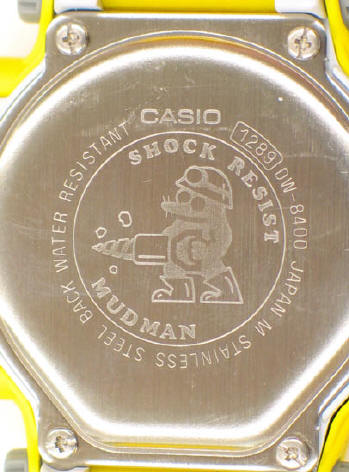 CASIO
1289 DW-8400 JAPAN M STAINLESS STEEL BACK WATER RESISTANT
SHOCK RESIST
MUDMAN